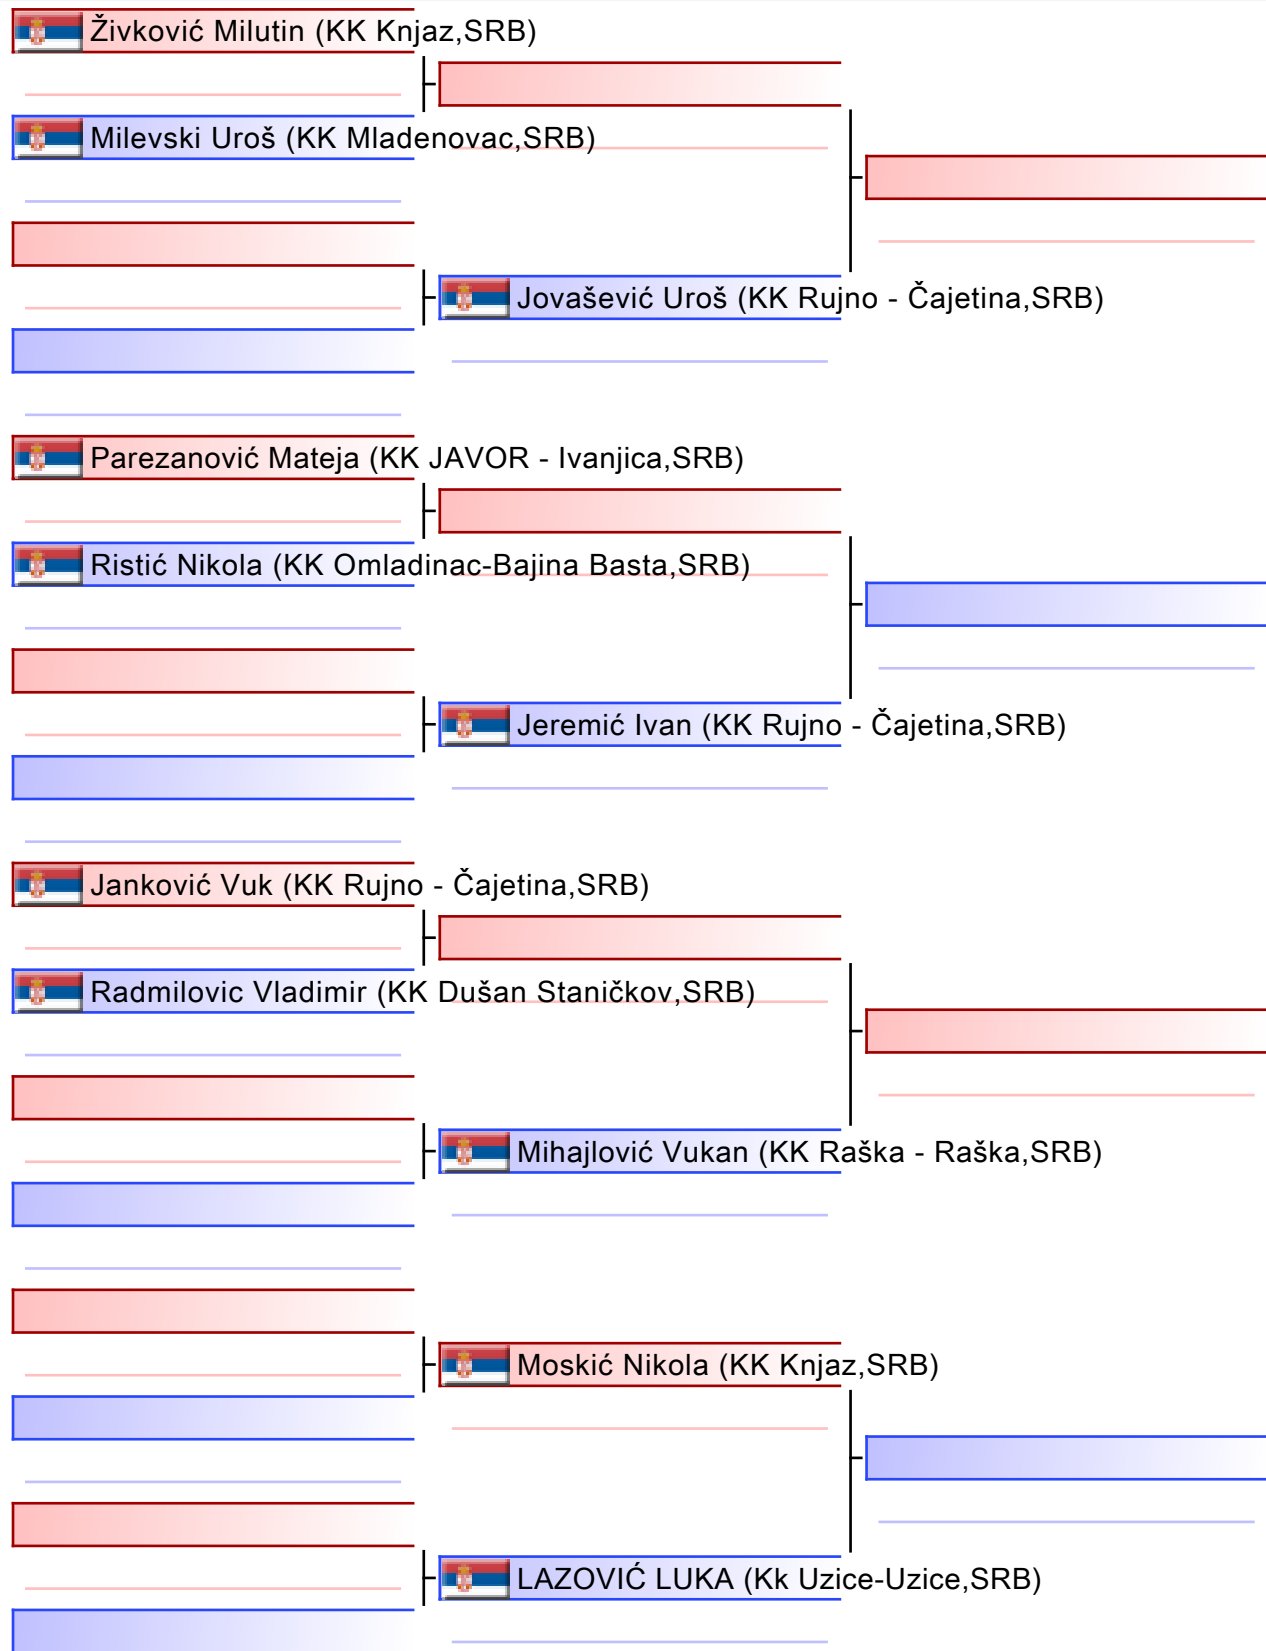 Živković Milutin (KK Knjaz,SRB)
Milevski Uroš (KK Mladenovac,SRB)
Jovašević Uroš (KK Rujno - Čajetina,SRB)
Parezanović Mateja (KK JAVOR - Ivanjica,SRB)
Ristić Nikola (KK Omladinac-Bajina Basta,SRB)
Jeremić Ivan (KK Rujno - Čajetina,SRB)
Janković Vuk (KK Rujno - Čajetina,SRB)
Radmilovic Vladimir (KK Dušan Staničkov,SRB)
Mihajlović Vukan (KK Raška - Raška,SRB)
Moskić Nikola (KK Knjaz,SRB)
LAZOVIĆ LUKA (Kk Uzice-Uzice,SRB)